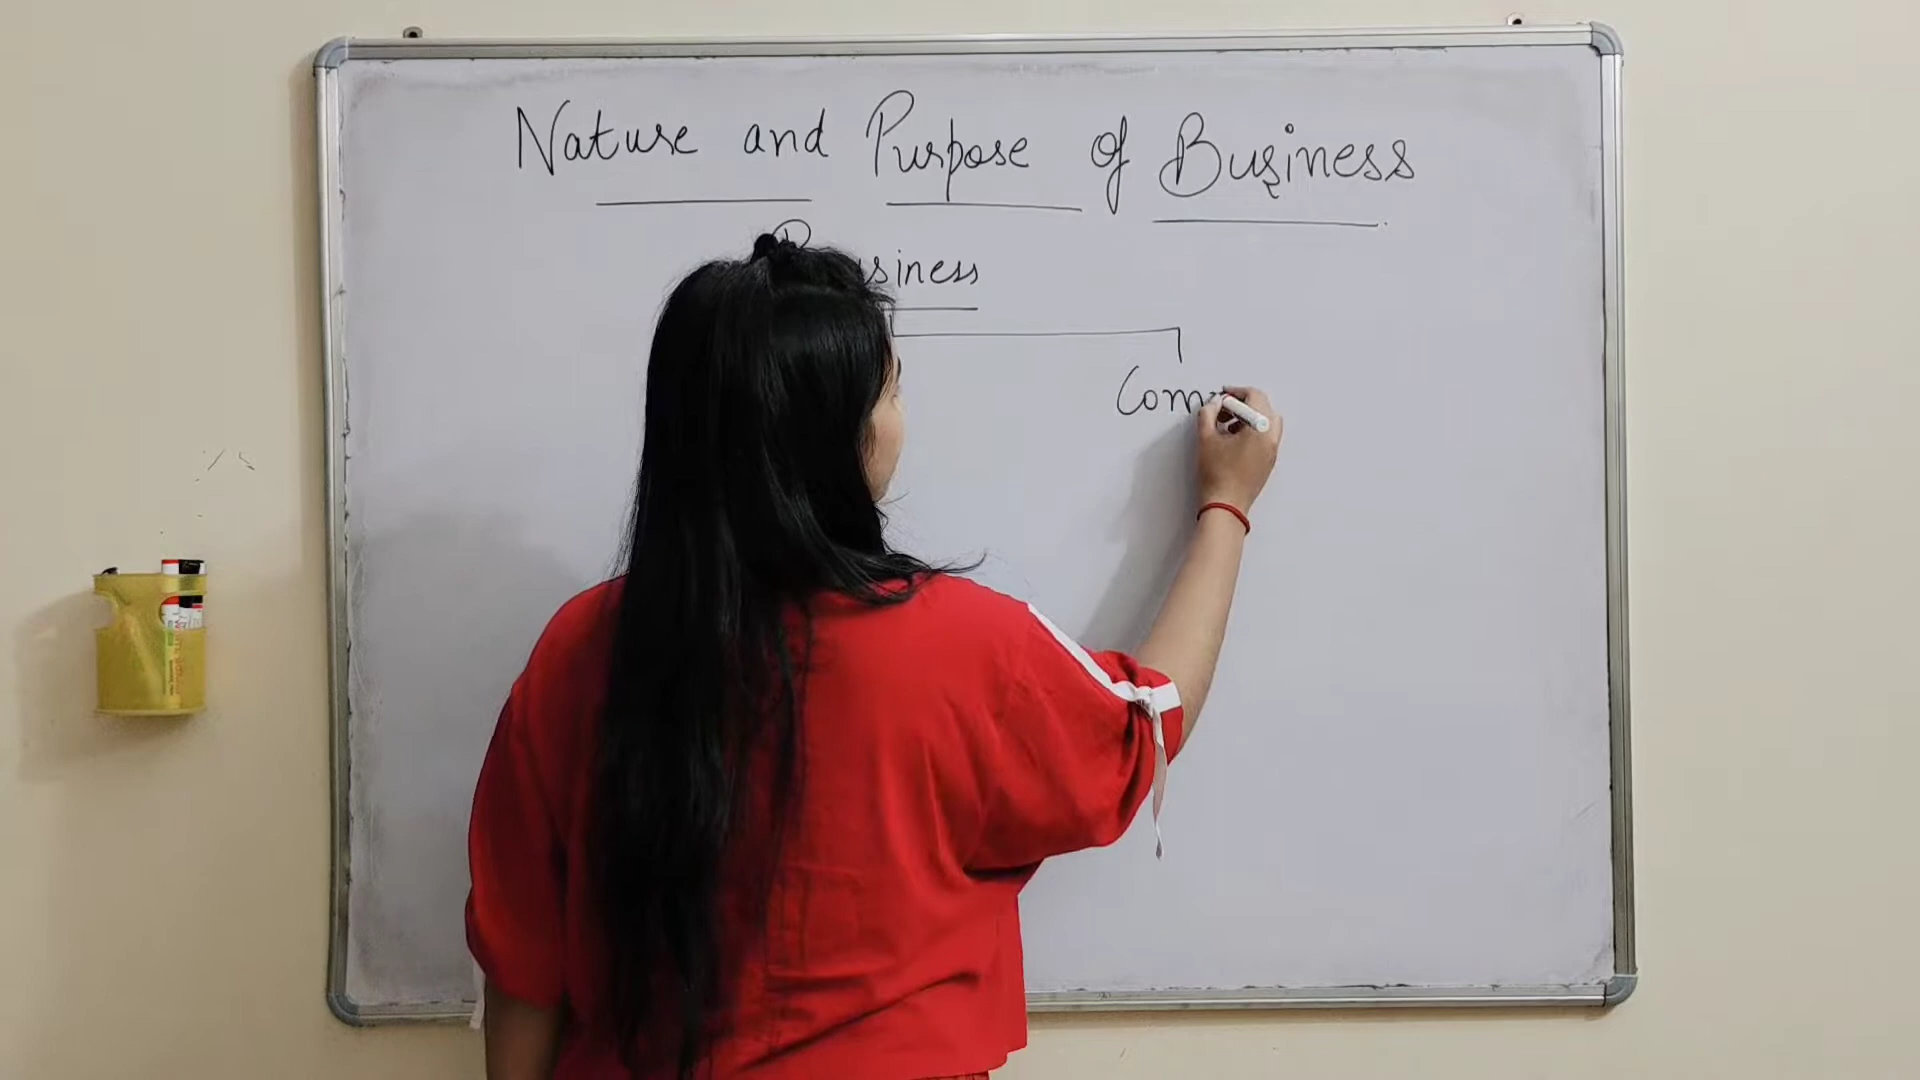 Nature and Purpose of Business
Business
Com